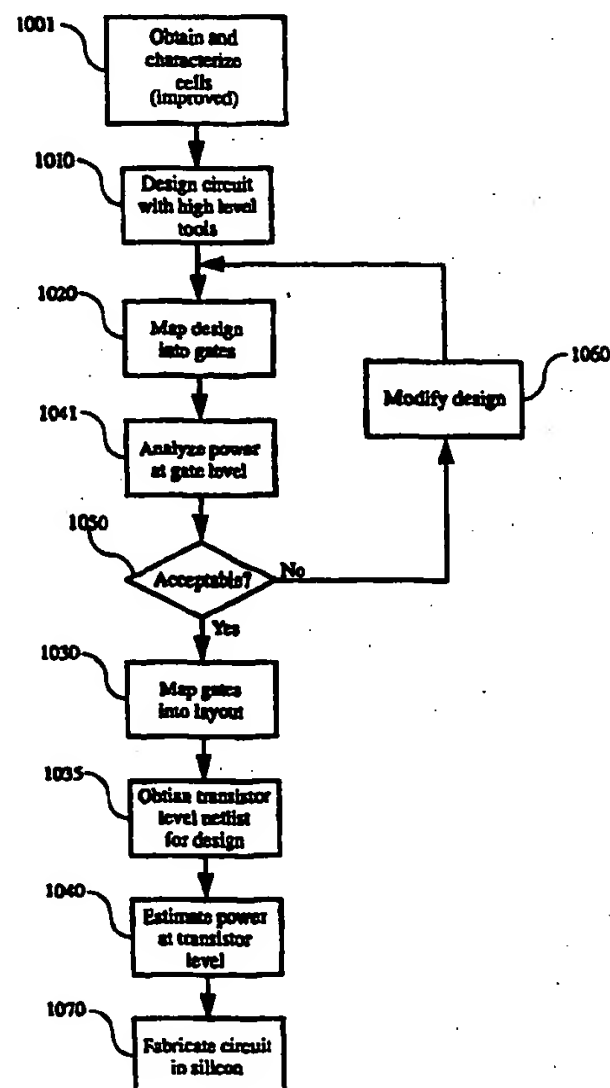 1001
Obtain and
characterize
cells
(improved)
1010
Design circuit
with high level
tools
1020
Map design
into gates
1060
Modify design
1041
Analyze power
at gate level
1050
Acceptable?
No
Yes
1030
Map gates
into layout
1035
Obtian transistor
level netlist
for design
1040
Estimate power
at transistor
level
1070
Fabricate circuit
in silicon